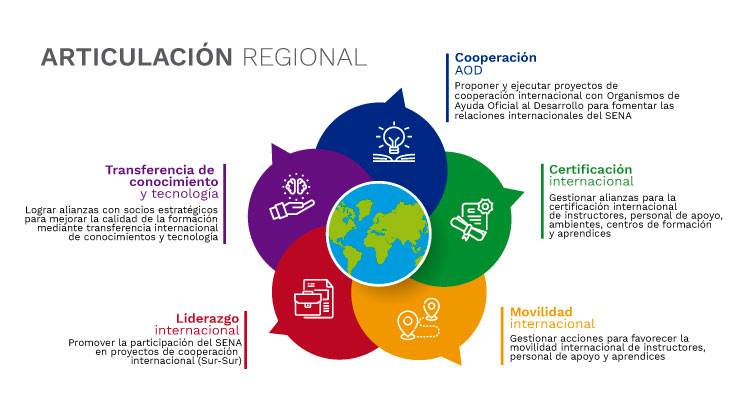 ARTICULACIÓN REGIONAL
Cooperación
AOD
Proponer y ejecutar proyectos de
cooperación internacional con Organismos de
Ayuda Oficial al Desarrollo para fomentar las
relaciones internacionales del SENA
Certificación
internacional
Gestionar alianzas para la
certificación internacional
de instructores, personal de apoyo,
ambientes, centros de formación
y aprendices
Movilidad
internacional
Gestionar acciones para favorecer la
movilidad internacional de instructores,
personal de apoyo y aprendices
Liderazgo
internacional
Promover la participación del SENA
en proyectos de cooperación
internacional (Sur-Sur)
Transferencia de
conocimiento
y tecnología
Lograr alianzas con socios estratégicos
para mejorar la calidad de la formación
mediante transferencia internacional
de conocimientos y tecnología